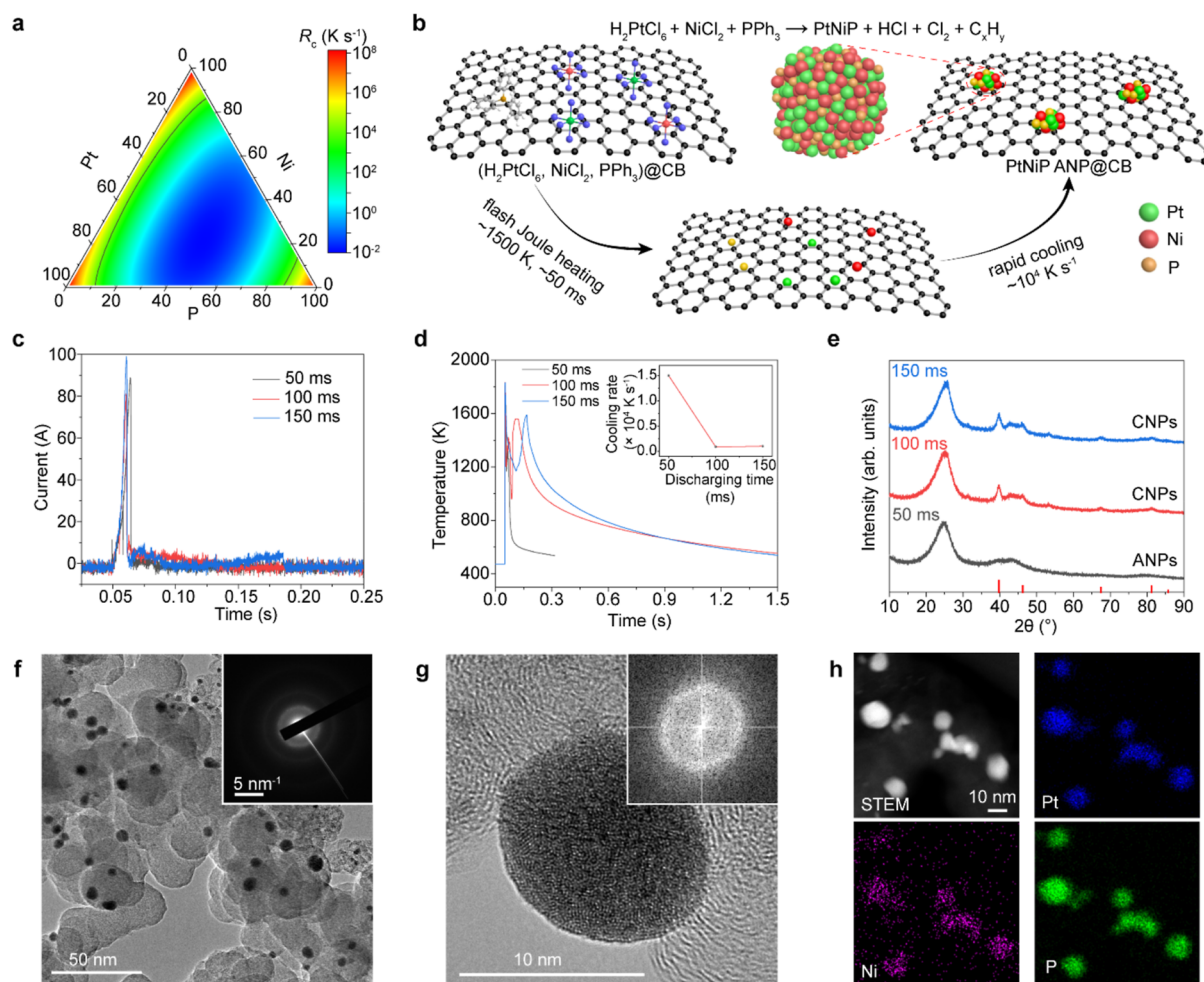 a
R_c (K s⁻¹)
10⁸
10⁶
10⁴
10²
10⁰
10⁻²
0
100
20
80
40
60
60
40
80
20
100
0
0
20
40
60
80
100
Pt
Ni
P
b
H₂PtCl₆ + NiCl₂ + PPh₃ → PtNiP + HCl + Cl₂ + CₓHᵧ
(H₂PtCl₆, NiCl₂, PPh₃)@CB
PtNiP ANP@CB
flash Joule heating
~1500 K, ~50 ms
rapid cooling
~10⁴ K s⁻¹
Pt
Ni
P
c
Current (A)
100
80
60
40
20
0
50 ms
100 ms
150 ms
0.05
0.10
0.15
0.20
0.25
Time (s)
d
Temperature (K)
2000
1600
1200
800
400
50 ms
100 ms
150 ms
Cooling rate
(× 10⁴ K s⁻¹)
1.5
1.0
0.5
0.0
50
100
150
Discharging time
(ms)
0.0
0.3
0.6
0.9
1.2
1.5
Time (s)
e
Intensity (arb. units)
150 ms
CNPs
100 ms
CNPs
50 ms
ANPs
10
20
30
40
50
60
70
80
90
2θ (°)
f
5 nm⁻¹
50 nm
g
10 nm
h
STEM
10 nm
Pt
Ni
P